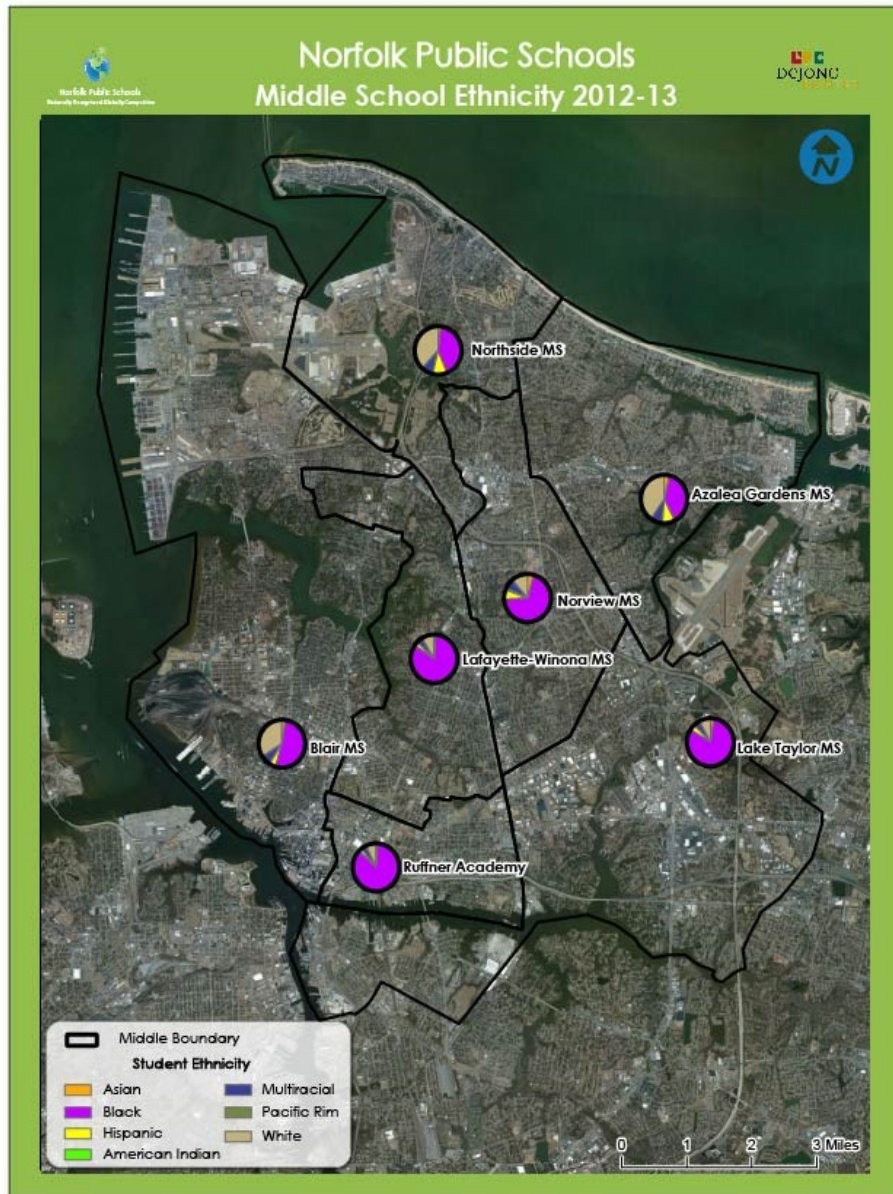 Norfolk Public Schools
Middle School Ethnicity 2012-13
Norfolk Public Schools
DEJONG
N
Northside MS
Azalea Gardens MS
Norview MS
Lafayette-Winona MS
Blair MS
Lake Taylor MS
Ruffner Academy
Middle Boundary
Student Ethnicity
Asian
Black
Hispanic
American Indian
Multiracial
Pacific Rim
White
0 1 2 3 Miles